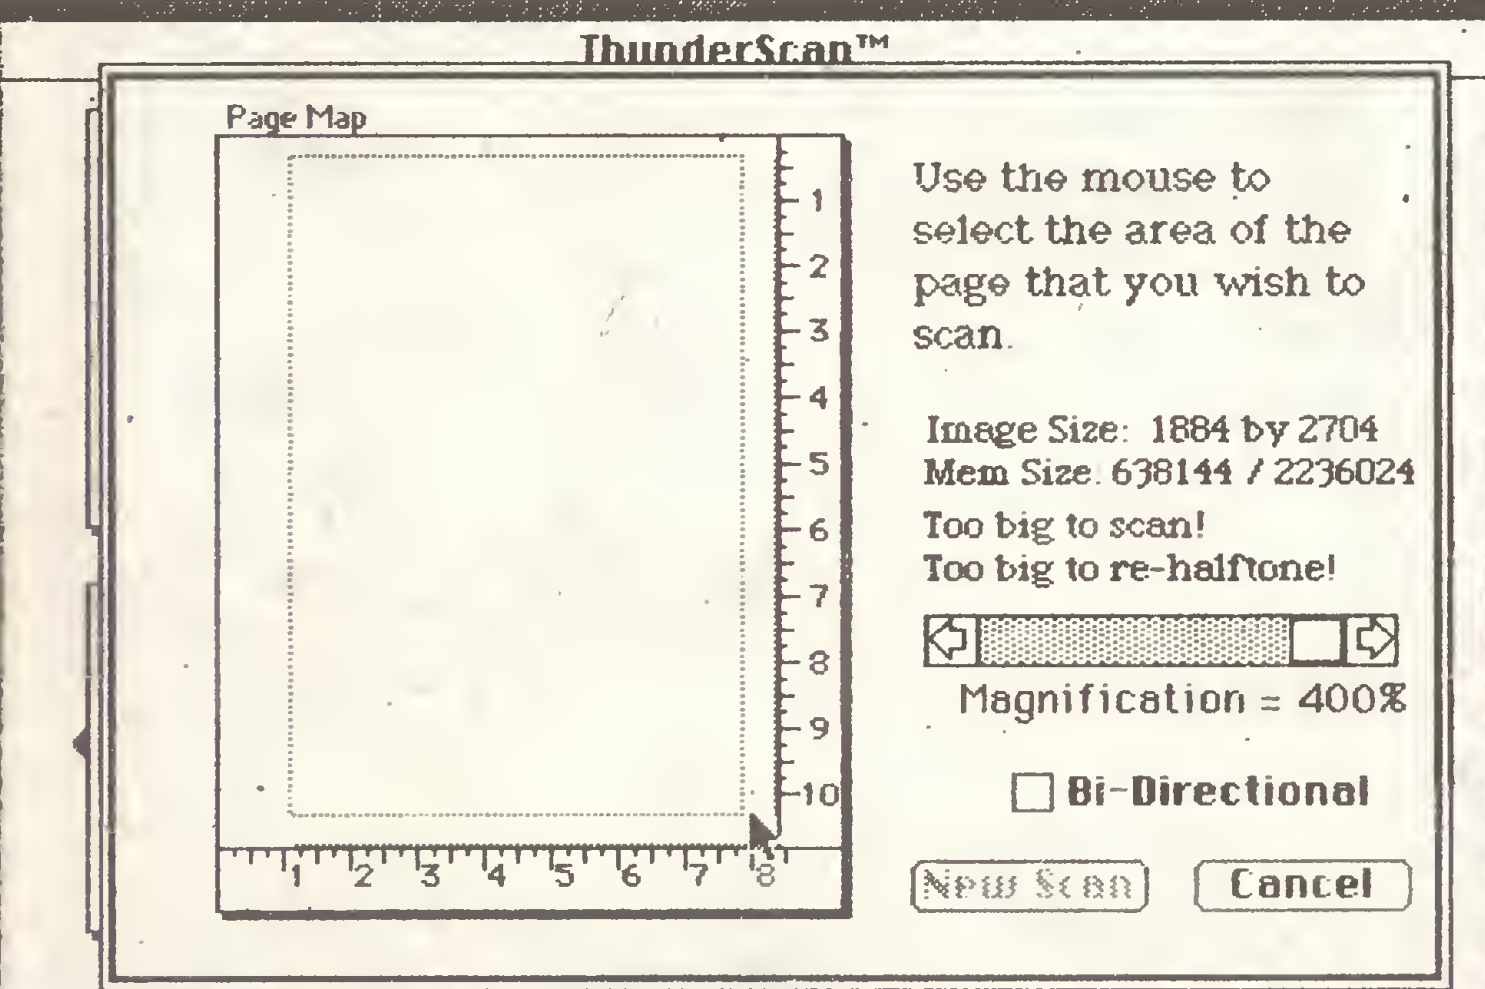 ThunderScan™
Page Map
1
2
3
4
5
6
7
8
9
10
1 2 3 4 5 6 7 8
Use the mouse to
select the area of the
page that you wish to
scan.
Image Size: 1884 by 2704
Mem Size: 638144 / 2236024
Too big to scan!
Too big to re-halftone!
Magnification = 400%
Bi-Directional
New Scan Cancel